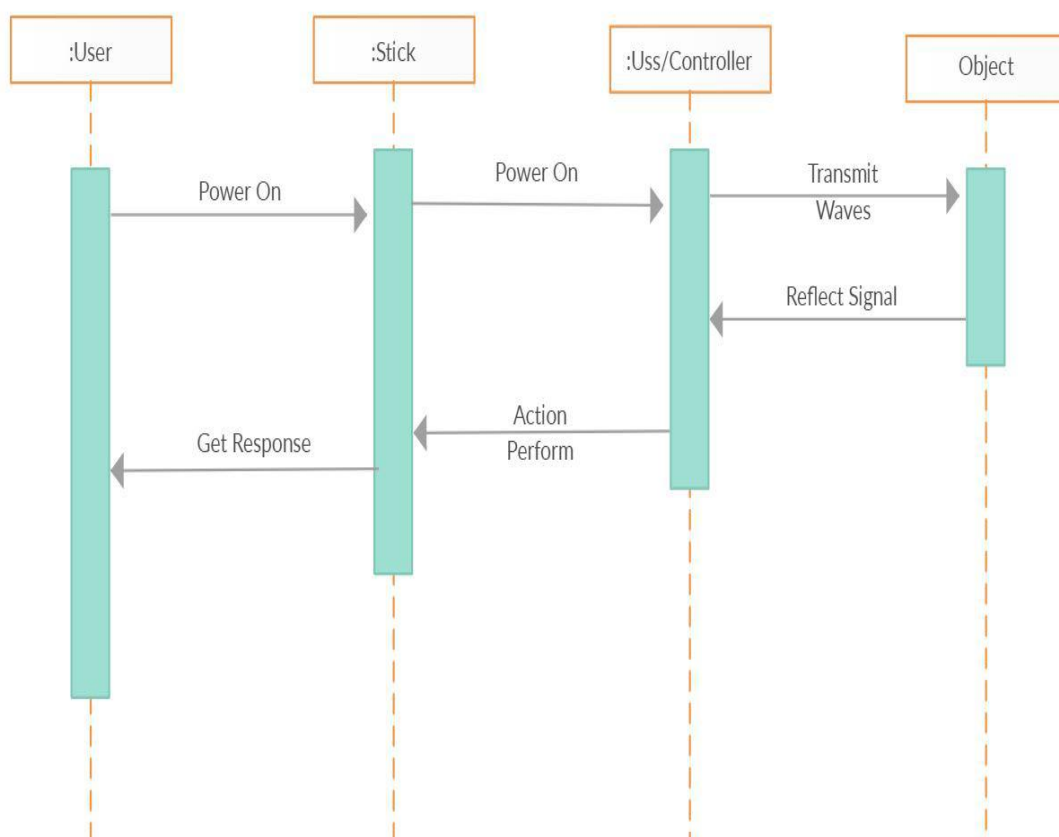 :User
:Stick
:Uss/Controller
Object
Power On
Power On
Transmit
Waves
Reflect Signal
Action
Perform
Get Response